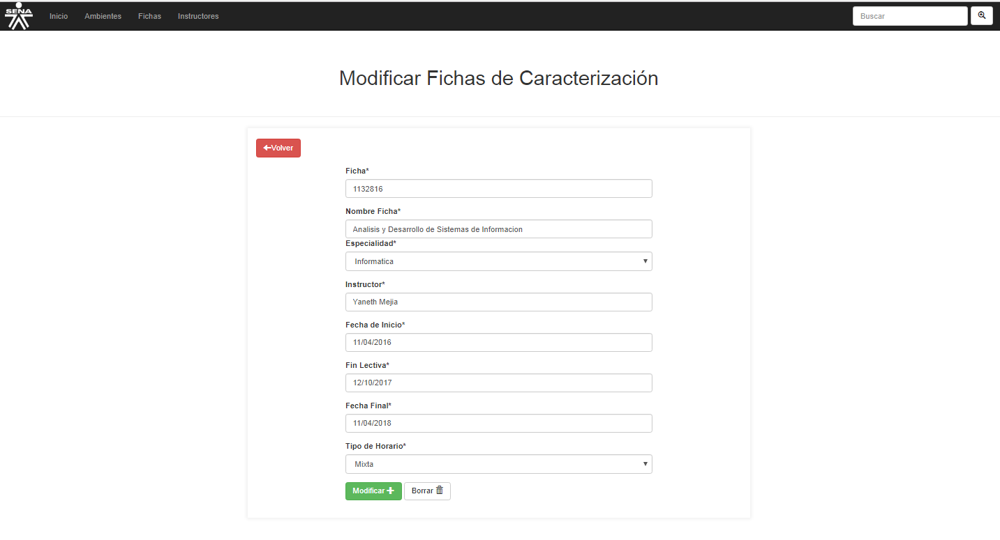 SENA Inicio Ambientes Fichas Instructores Buscar
Modificar Fichas de Caracterización
Volver
Ficha*
1132816
Nombre Ficha*
Analisis y Desarrollo de Sistemas de Informacion
Especialidad*
Informatica
Instructor*
Yaneth Mejia
Fecha de Inicio*
11/04/2016
Fin Lectiva*
12/10/2017
Fecha Final*
11/04/2018
Tipo de Horario*
Mixta
Modificar Borrar